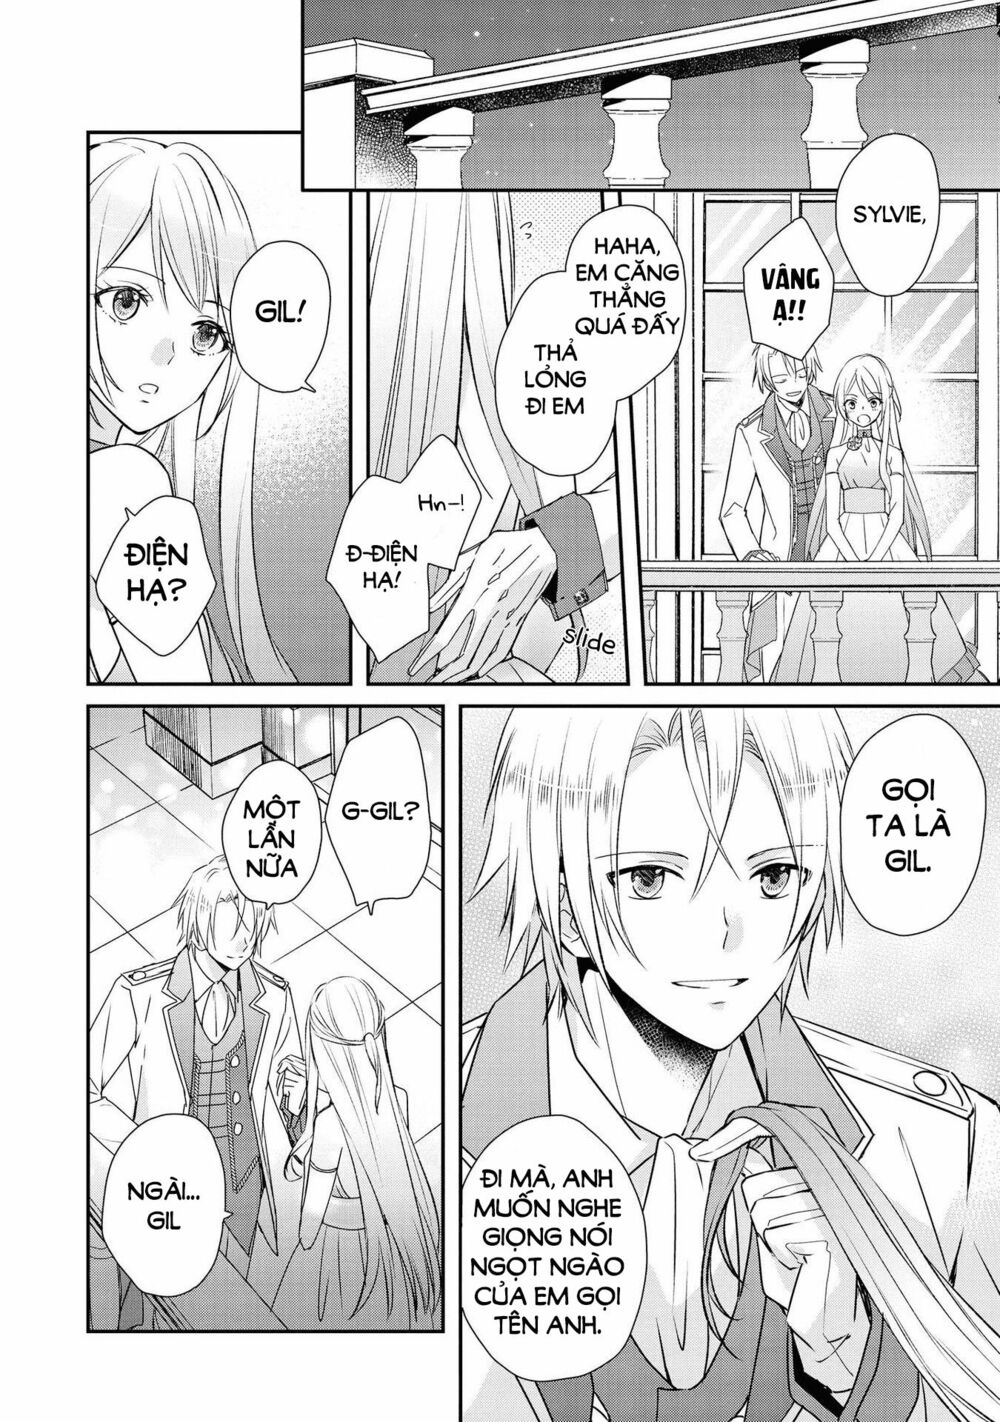 SYLVIE,
VÂNG
Ạ!!
HAHA,
EM CĂNG
THẲNG
QUÁ ĐẤY
THẢ
LỎNG
ĐI EM
Hn-!
Đ-ĐIỆN
HẠ!
slide
GIL!
ĐIỆN
HẠ?
GỌI
TA LÀ
GIL.
ĐI MÀ, ANH
MUỐN NGHE
GIỌNG NÓI
NGỌT NGÀO
CỦA EM GỌI
TÊN ANH.
G-GIL?
MỘT
LẦN
NỮA
NGÀI...
GIL